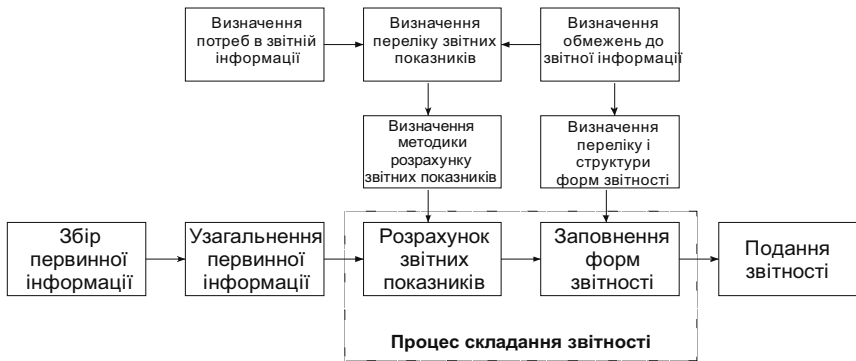 Визначення
потреб в звітній
інформації
Визначення
переліку звітних
показників
Визначення
обмежень до
звітної інформації
Визначення
методики
розрахунку
звітних показників
Визначення
переліку і
структури
форм звітності
Збір
первинної
інформації
Узагальнення
первинної
інформації
Розрахунок
звітних
показників
Заповнення
форм
звітності
Подання
звітності
Процес складання звітності